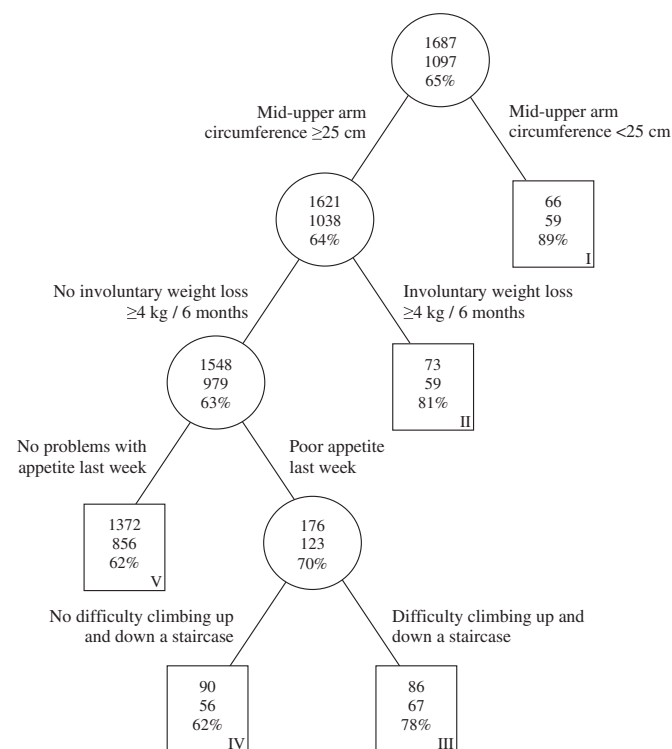 1687
1097
65%
Mid-upper arm
circumference ≥25 cm
Mid-upper arm
circumference <25 cm
1621
1038
64%
66
59
89%
I
No involuntary weight loss
≥4 kg / 6 months
Involuntary weight loss
≥4 kg / 6 months
1548
979
63%
73
59
81%
II
No problems with
appetite last week
Poor appetite
last week
1372
856
62%
V
176
123
70%
No difficulty climbing up
and down a staircase
Difficulty climbing up and
down a staircase
90
56
62%
IV
86
67
78%
III